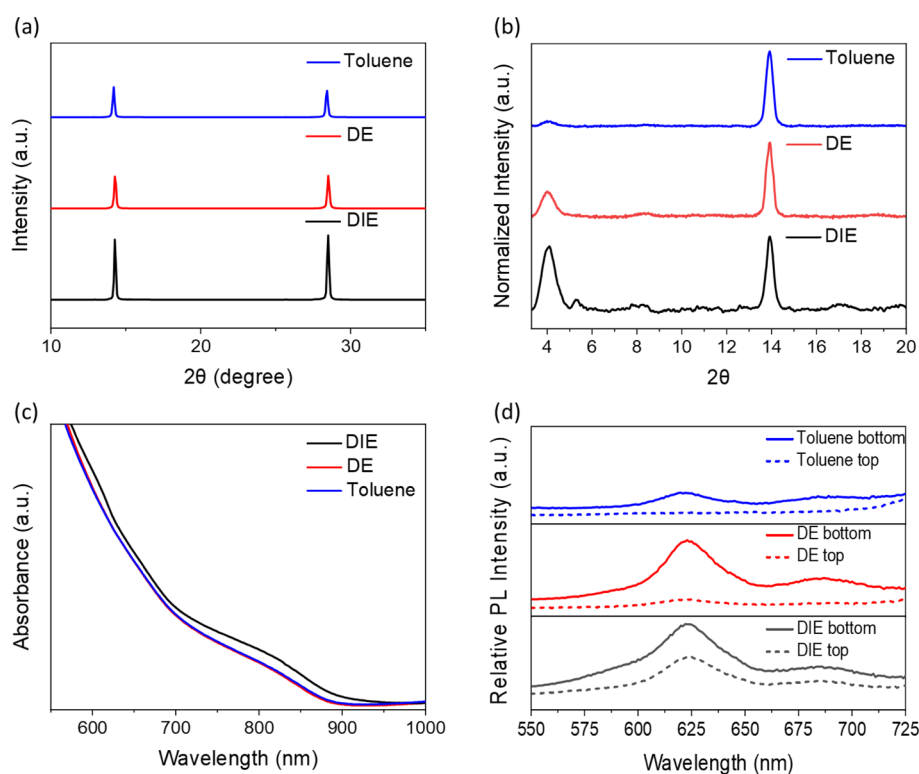 (a)
Toluene
DE
DIE
Intensity (a.u.)
10
20
30
2θ (degree)
(b)
Toluene
DE
DIE
Normalized Intensity (a.u.)
4
6
8
10
12
14
16
18
20
2θ
(c)
DIE
DE
Toluene
Absorbance (a.u.)
600
700
800
900
1000
Wavelength (nm)
(d)
Toluene bottom
Toluene top
DE bottom
DE top
DIE bottom
DIE top
Relative PL Intensity (a.u.)
550
575
600
625
650
675
700
725
Wavelength (nm)